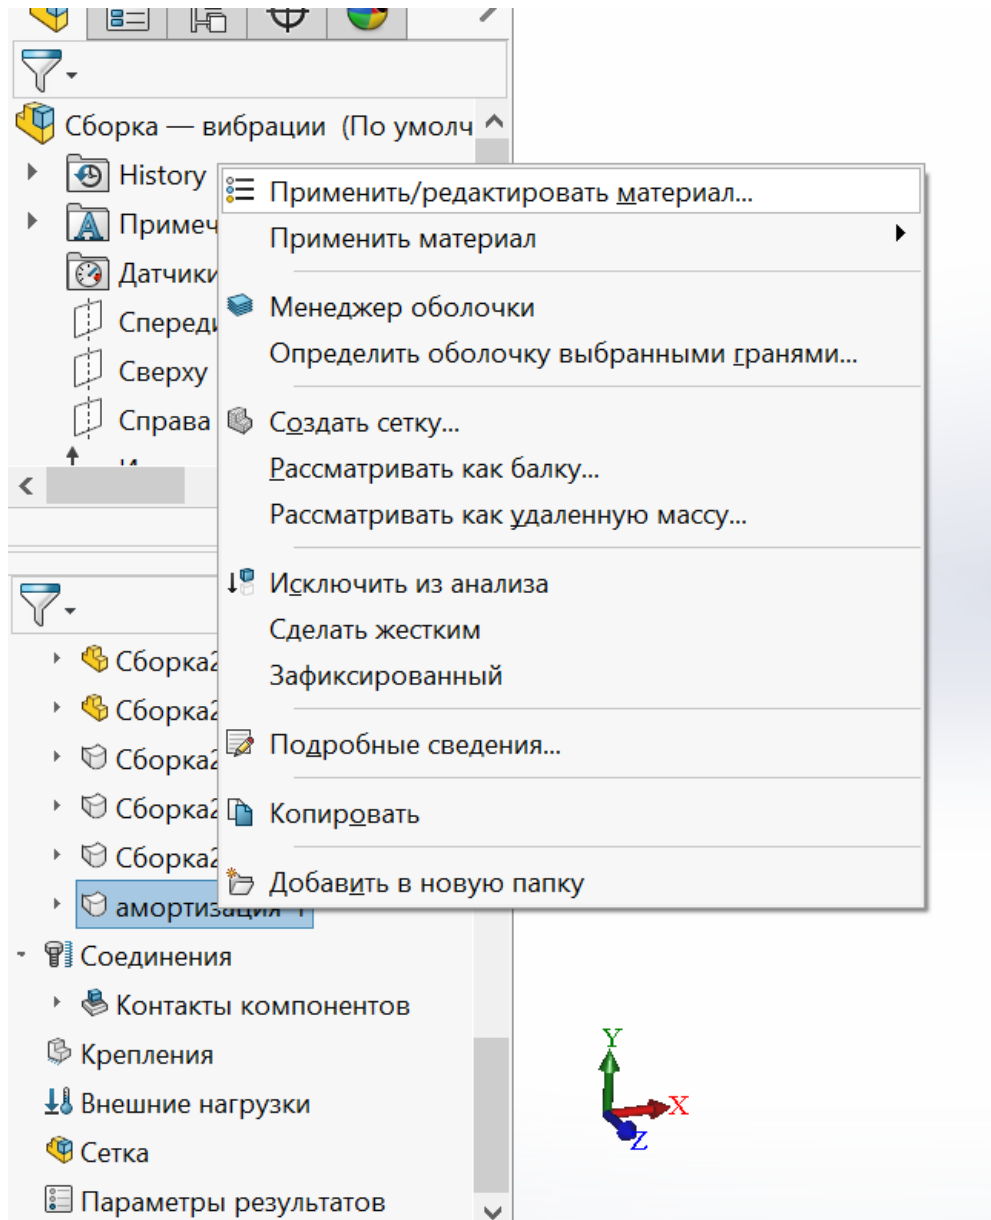 Сборка — вибрации (По умолч
History
Примеч
Датчики
Спереди
Сверху
Справа
Применить/редактировать материал...
Применить материал
Менеджер оболочки
Определить оболочку выбранными гранями...
Создать сетку...
Рассматривать как балку...
Рассматривать как удаленную массу...
Исключить из анализа
Сделать жестким
Зафиксированный
Подробные сведения...
Копировать
Добавить в новую папку
Сборка2
Сборка2
Сборка2
Сборка2
Сборка2
амортизация-1
Соединения
Контакты компонентов
Крепления
Внешние нагрузки
Сетка
Параметры результатов
Y
X
Z